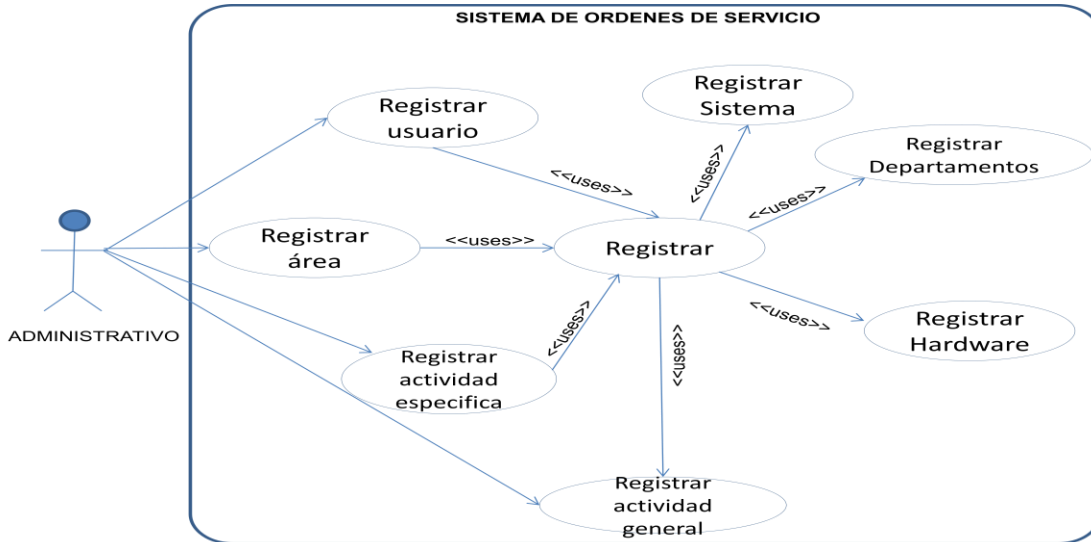 SISTEMA DE ORDENES DE SERVICIO
Registrar
usuario
Registrar
Sistema
Registrar
Departamentos
<<uses>>
<<uses>>
<<uses>>
Registrar
área
<<uses>>
Registrar
<<uses>>
Registrar
Hardware
ADMINISTRATIVO
Registrar
actividad
especifica
<<uses>>
<<uses>>
Registrar
actividad
general